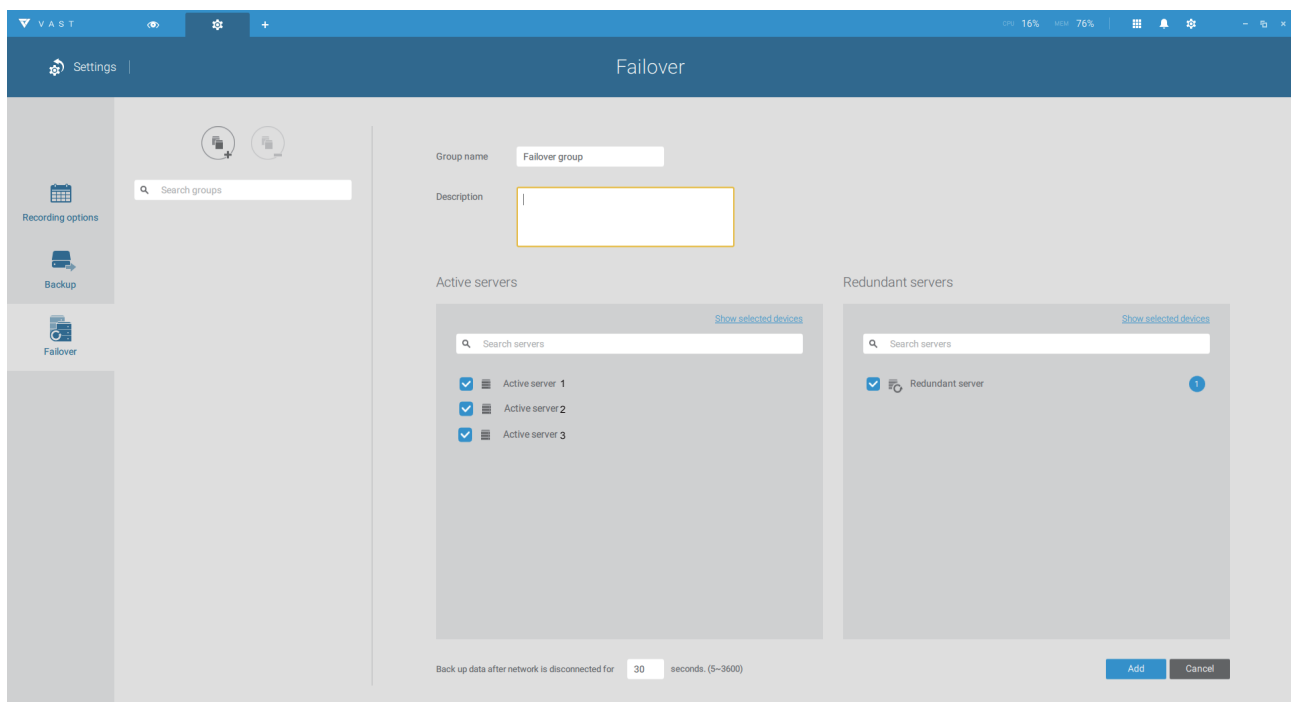 VAST
+
CPU 16% MEM 76%
Settings
Failover
Recording options
Backup
Failover
Search groups
Group name
Failover group
Description
Active servers
Show selected devices
Search servers
Active server 1
Active server 2
Active server 3
Redundant servers
Show selected devices
Search servers
Redundant server
1
Back up data after network is disconnected for 30 seconds. (5~3600)
Add
Cancel